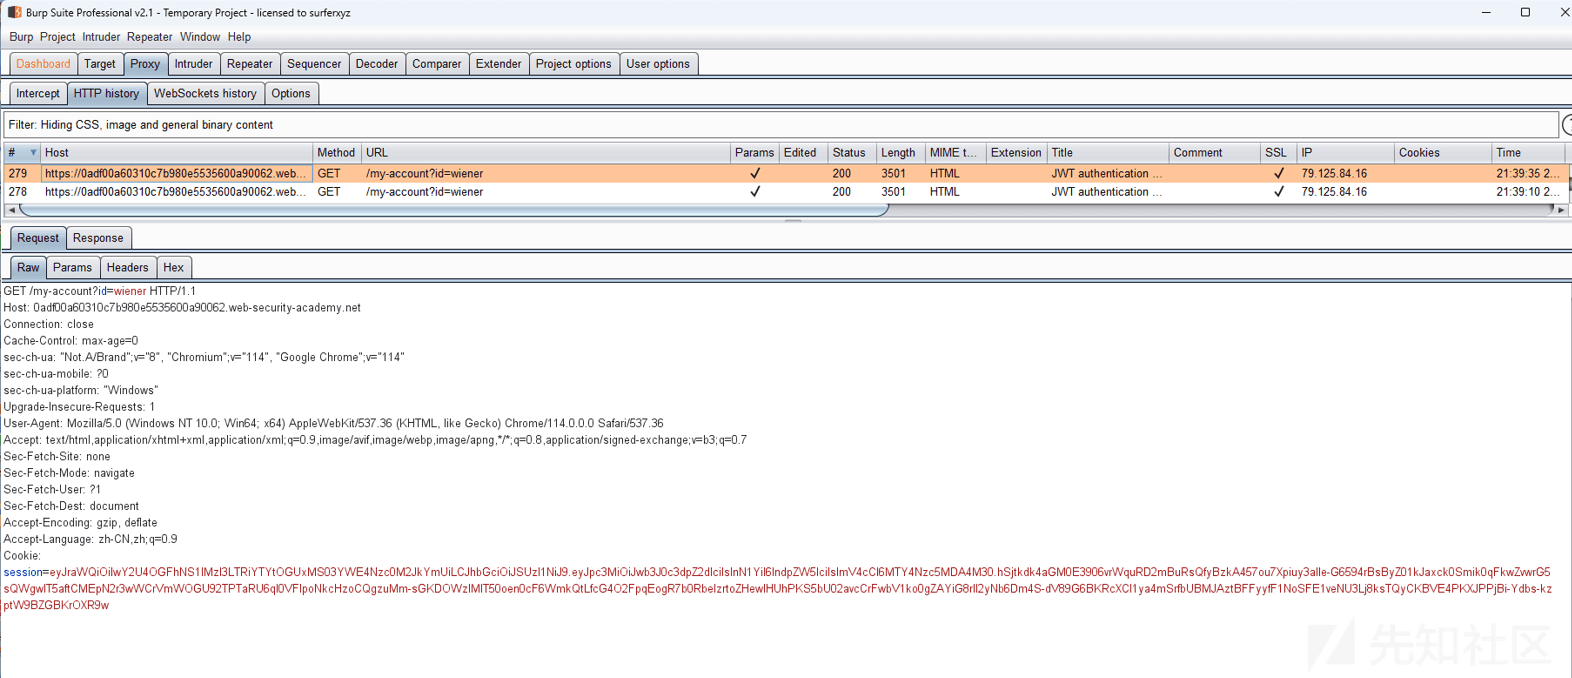 Burp Suite Professional v2.1 - Temporary Project - licensed to surferxyz
Burp Project Intruder Repeater Window Help
Dashboard Target Proxy Intruder Repeater Sequencer Decoder Comparer Extender Project options User options
Intercept HTTP history WebSockets history Options
Filter: Hiding CSS, image and general binary content
# Host Method URL Params Edited Status Length MIME t... Extension Title Comment SSL IP Cookies Time
279 https://0adf00a60310c7b980e5535600a90062.web... GET /my-account?id=wiener ✓ 200 3501 HTML JWT authentication ... ✓ 79.125.84.16 21:39:35 2...
278 https://0adf00a60310c7b980e5535600a90062.web... GET /my-account?id=wiener ✓ 200 3501 HTML JWT authentication ... ✓ 79.125.84.16 21:39:10 2...
Request Response
Raw Params Headers Hex
GET /my-account?id=wiener HTTP/1.1
Host: 0adf00a60310c7b980e5535600a90062.web-security-academy.net
Connection: close
Cache-Control: max-age=0
sec-ch-ua: "Not.A/Brand";v="8", "Chromium";v="114", "Google Chrome";v="114"
sec-ch-ua-mobile: ?0
sec-ch-ua-platform: "Windows"
Upgrade-Insecure-Requests: 1
User-Agent: Mozilla/5.0 (Windows NT 10.0; Win64; x64) AppleWebKit/537.36 (KHTML, like Gecko) Chrome/114.0.0.0 Safari/537.36
Accept: text/html,application/xhtml+xml,application/xml;q=0.9,image/avif,image/webp,image/apng,*/*;q=0.8,application/signed-exchange;v=b3;q=0.7
Sec-Fetch-Site: none
Sec-Fetch-Mode: navigate
Sec-Fetch-User: ?1
Sec-Fetch-Dest: document
Accept-Encoding: gzip, deflate
Accept-Language: zh-CN,zh;q=0.9
Cookie:
session=
ptW9BZGBKrOXR9w
先知社区